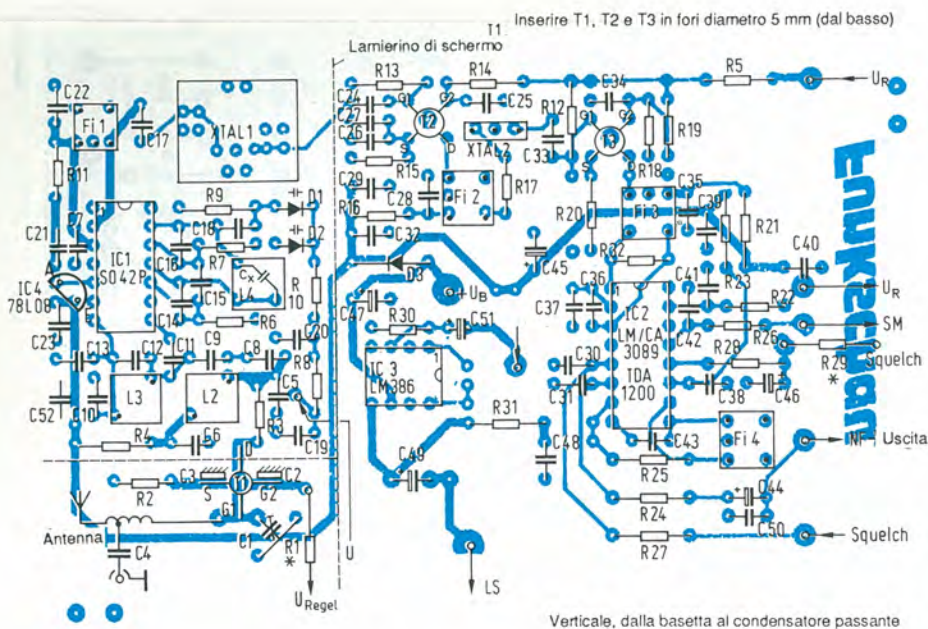 Inserire T1, T2 e T3 in fori diametro 5 mm (dal basso)
T1
Lamierino di schermo
R13
R14
R5
UR
C22
Fi 1
C17
XTAL1
C24
C27
C26
G1
G2
T2
S
D
C25
XTAL2
R12
C33
C34
G1
G2
T3
S
D
R18
R19
R11
R15
R9
D1
C29
R16
C28
Fi 2
R17
C35
Fi 3
C39
R20
R21
C21
C7
IC1
SO42P
C18
D2
C16
R7
CX
C15
L4
R10
C32
D3
C45
R22
R23
C40
UR
A
IC4
78L08
E
C14
R6
C47
+UB
C36
C37
C41
R22
SM
C23
C13
C12
C11
C9
C8
C20
R30
C51
IC2
LM/CA
3089
TDA
1200
C42
R26
R28
Squelch
R29
*
R8
IC 3
LM386
C30
C31
C38
C46
C52
C10
L3
L2
C5
R3
C19
R31
C43
Fi 4
NF-Uscita
R4
C6
D
C48
R25
C49
C3
C2
R2
S
T1
G2
G1
C44
R24
C50
Antenna
C1
R1
*
U
R27
Squelch
C4
URegel
LS
Verticale, dalla basetta al condensatore passante